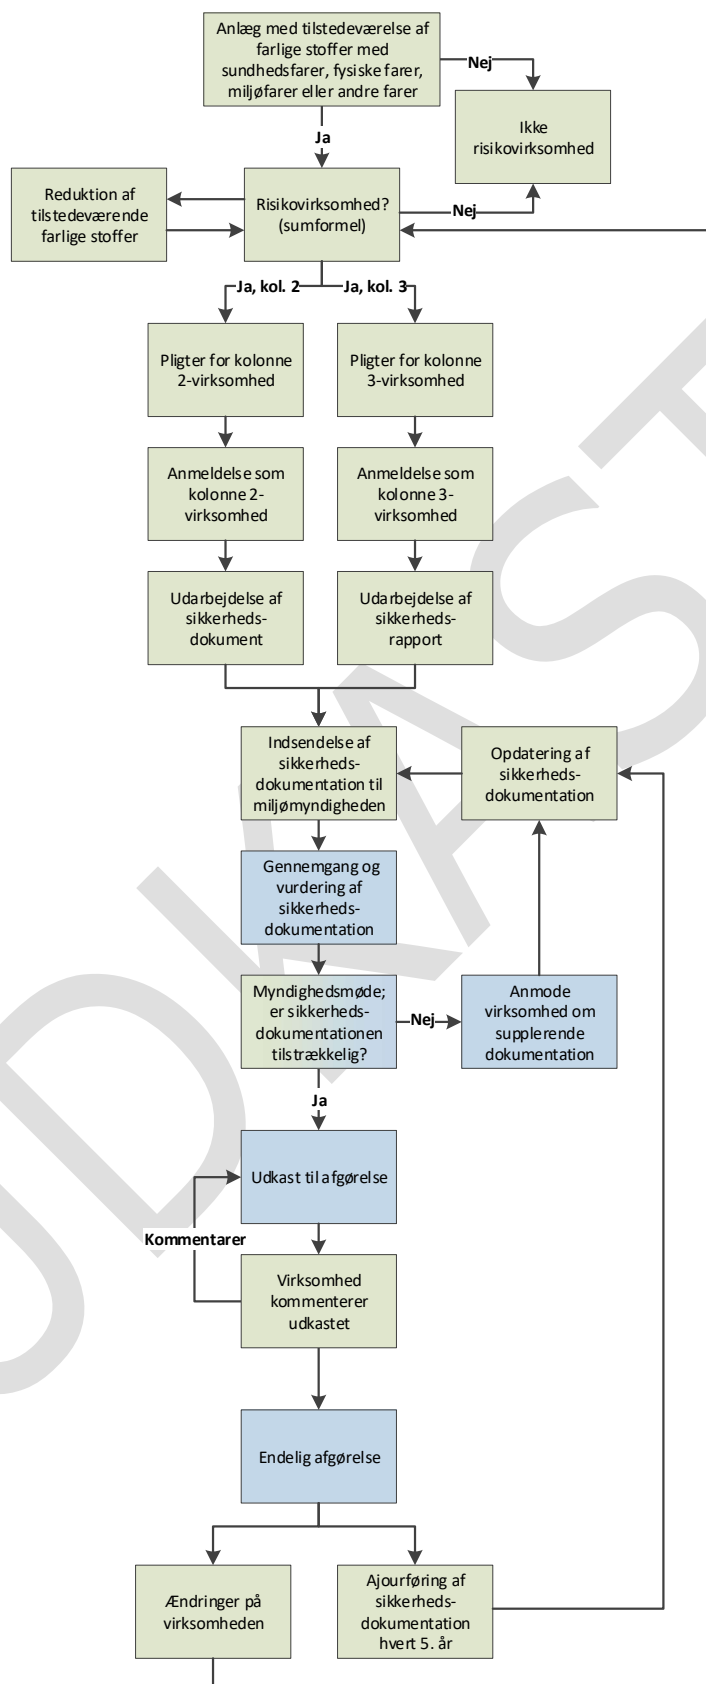 Anlæg med tilstedeværelse af
farlige stoffer med
sundhedsfarer, fysiske farer,
miljøfarer eller andre farer
Nej
Ja
Ikke
risikovirksomhed
Reduktion af
tilstedeværende
farlige stoffer
Risikovirksomhed?
(sumformel)
Nej
Ja, kol. 2
Ja, kol. 3
Pligter for kolonne
2-virksomhed
Pligter for kolonne
3-virksomhed
Anmeldelse som
kolonne 2-
virksomhed
Anmeldelse som
kolonne 3-
virksomhed
Udarbejdelse af
sikkerheds-
dokument
Udarbejdelse af
sikkerheds-
rapport
Indsendelse af
sikkerheds-
dokumentation til
miljømyndigheden
Opdatering af
sikkerheds-
dokumentation
Gennemgang og
vurdering af
sikkerheds-
dokumentation
Myndighedsmøde;
er sikkerheds-
dokumentationen
tilstrækkelig?
Nej
Anmode
virksomhed om
supplerende
dokumentation
Ja
Udkast til afgørelse
Kommentarer
Virksomhed
kommenterer
udkastet
Endelig afgørelse
Ændringer på
virksomheden
Ajourføring af
sikkerheds-
dokumentation
hvert 5. år
UDKAST